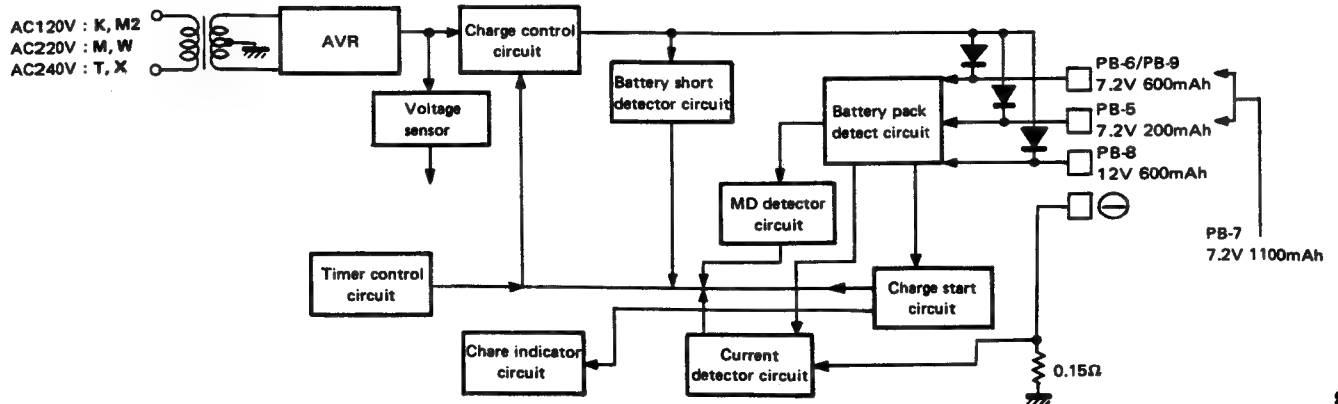 AC120V : K, M2
AC220V : M, W
AC240V : T, X
AVR
Charge control
circuit
Voltage
sensor
Battery short
detector circuit
Battery pack
detect circuit
PB-6/PB-9
7.2V 600mAh
PB-5
7.2V 200mAh
PB-8
12V 600mAh
PB-7
7.2V 1100mAh
MD detector
circuit
Timer control
circuit
Charge start
circuit
Chare indicator
circuit
Current
detector circuit
0.15Ω